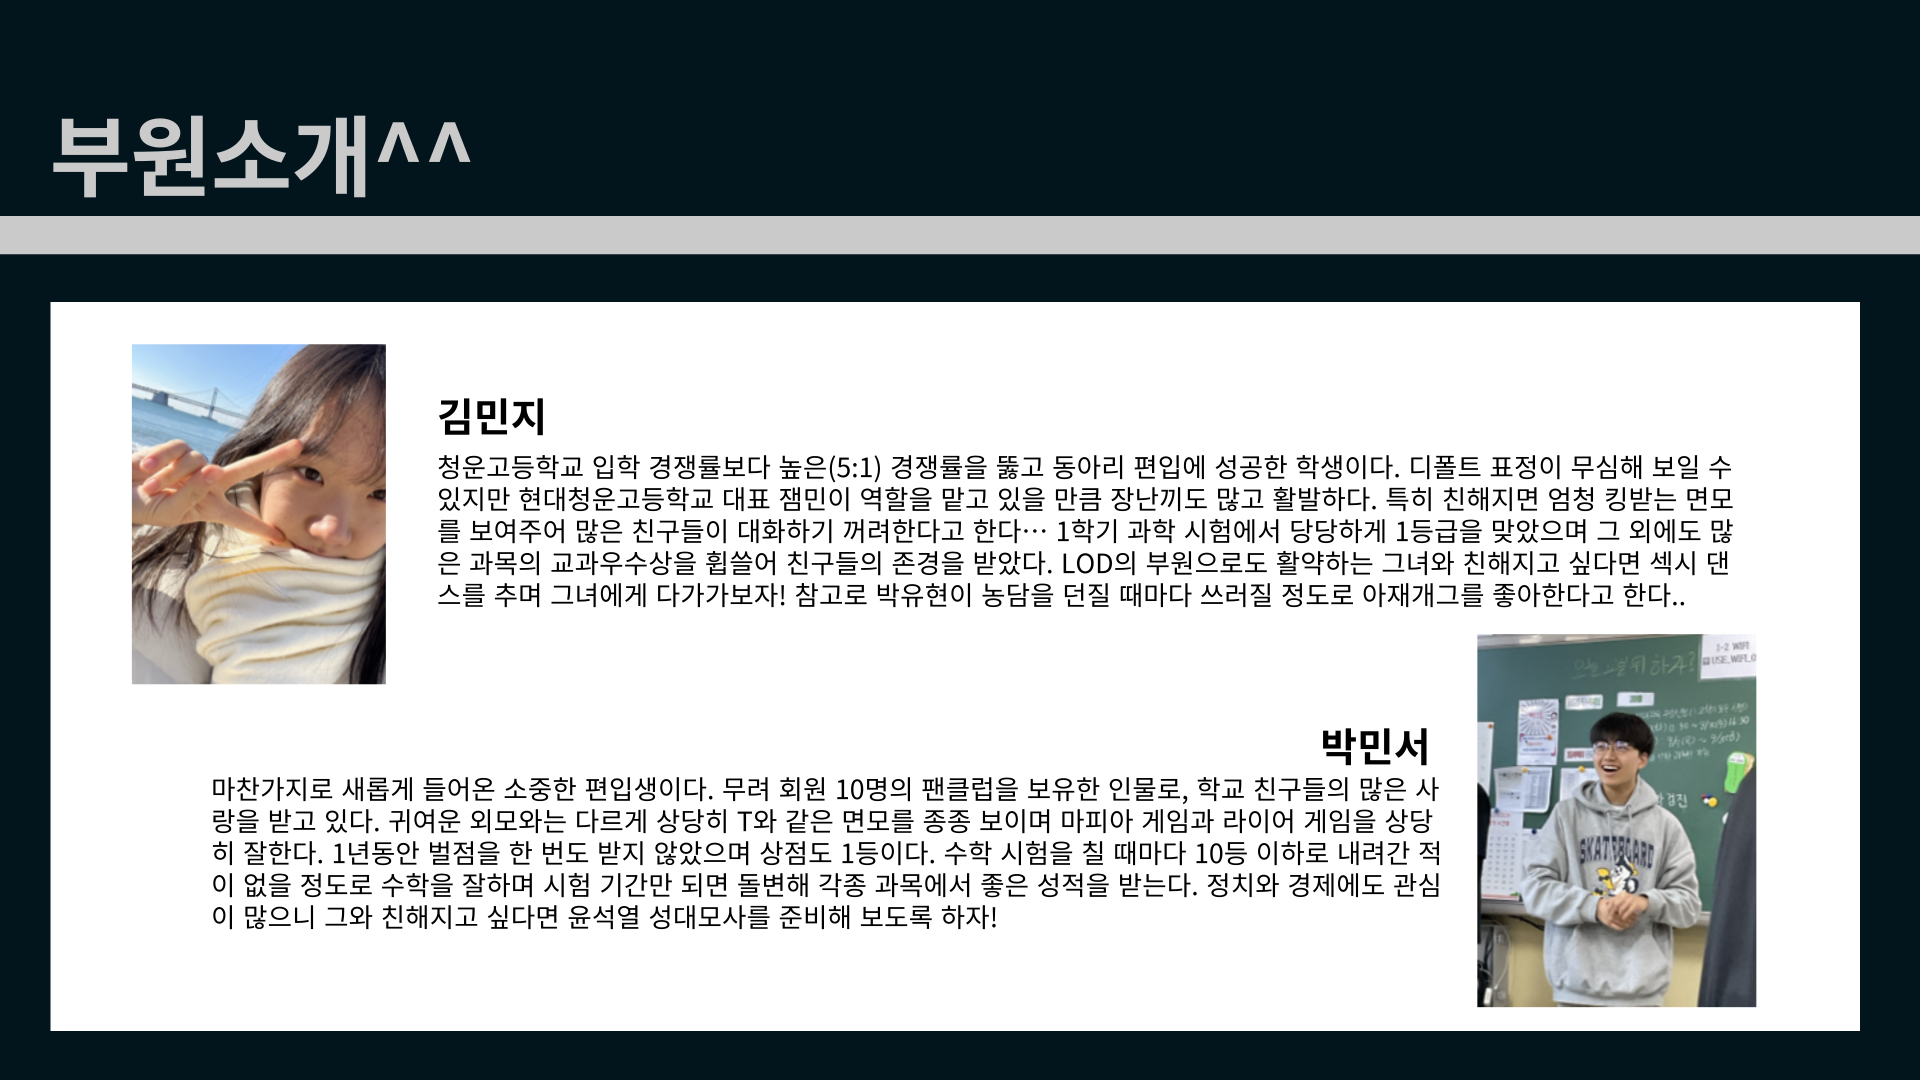 부원소개^^
김민지
청운고등학교 입학 경쟁률보다 높은(5:1) 경쟁률을 뚫고 동아리 편입에 성공한 학생이다. 디폴트 표정이 무심해 보일 수
있지만 현대청운고등학교 대표 잼민이 역할을 맡고 있을 만큼 장난끼도 많고 활발하다. 특히 친해지면 엄청 킹받는 면모
를 보여주어 많은 친구들이 대화하기 꺼려한다고 한다… 1학기 과학 시험에서 당당하게 1등급을 맞았으며 그 외에도 많
은 과목의 교과우수상을 휩쓸어 친구들의 존경을 받았다. LOD의 부원으로도 활약하는 그녀와 친해지고 싶다면 섹시 댄
스를 추며 그녀에게 다가가보자! 참고로 박유현이 농담을 던질 때마다 쓰러질 정도로 아재개그를 좋아한다고 한다..
박민서
마찬가지로 새롭게 들어온 소중한 편입생이다. 무려 회원 10명의 팬클럽을 보유한 인물로, 학교 친구들의 많은 사
랑을 받고 있다. 귀여운 외모와는 다르게 상당히 T와 같은 면모를 종종 보이며 마피아 게임과 라이어 게임을 상당
히 잘한다. 1년동안 벌점을 한 번도 받지 않았으며 상점도 1등이다. 수학 시험을 칠 때마다 10등 이하로 내려간 적
이 없을 정도로 수학을 잘하며 시험 기간만 되면 돌변해 각종 과목에서 좋은 성적을 받는다. 정치와 경제에도 관심
이 많으니 그와 친해지고 싶다면 윤석열 성대모사를 준비해 보도록 하자!
1-2 WIFI
USE_WIFI_
SKATEBOARD
검진